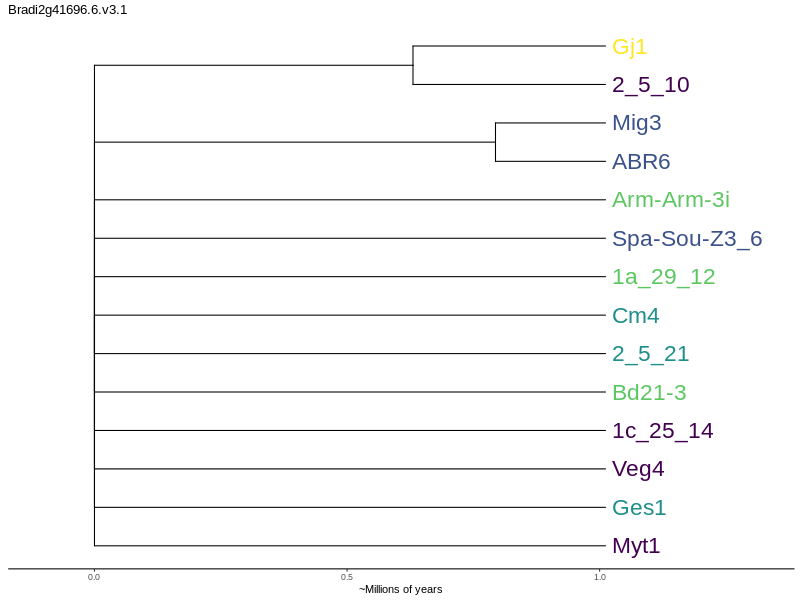 Bradi2g41696.6.v3.1
Gj1
2_5_10
Mig3
ABR6
Arm-Arm-3i
Spa-Sou-Z3_6
1a_29_12
Cm4
2_5_21
Bd21-3
1c_25_14
Veg4
Ges1
Myt1
0.0 0.5 1.0
~Millions of years